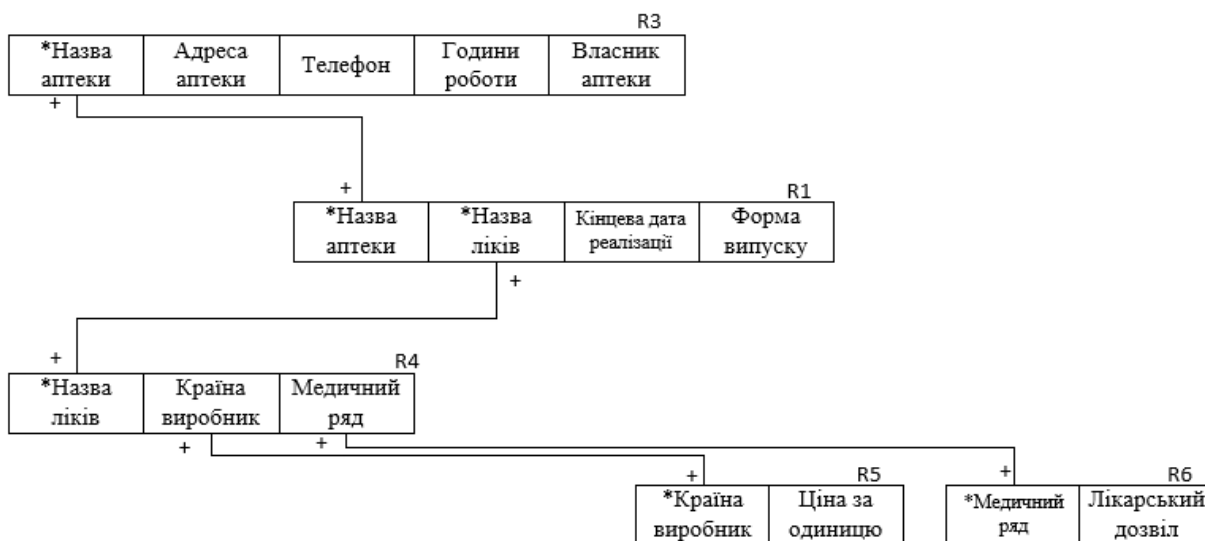 R3
*Назва аптеки
Адреса аптеки
Телефон
Години роботи
Власник аптеки
+
+
R1
*Назва аптеки
*Назва ліків
Кінцева дата реалізації
Форма випуску
+
+
R4
*Назва ліків
Країна виробник
Медичний ряд
+
+
+
R5
*Країна виробник
Ціна за одиницю
+
R6
*Медичний ряд
Лікарський дозвіл